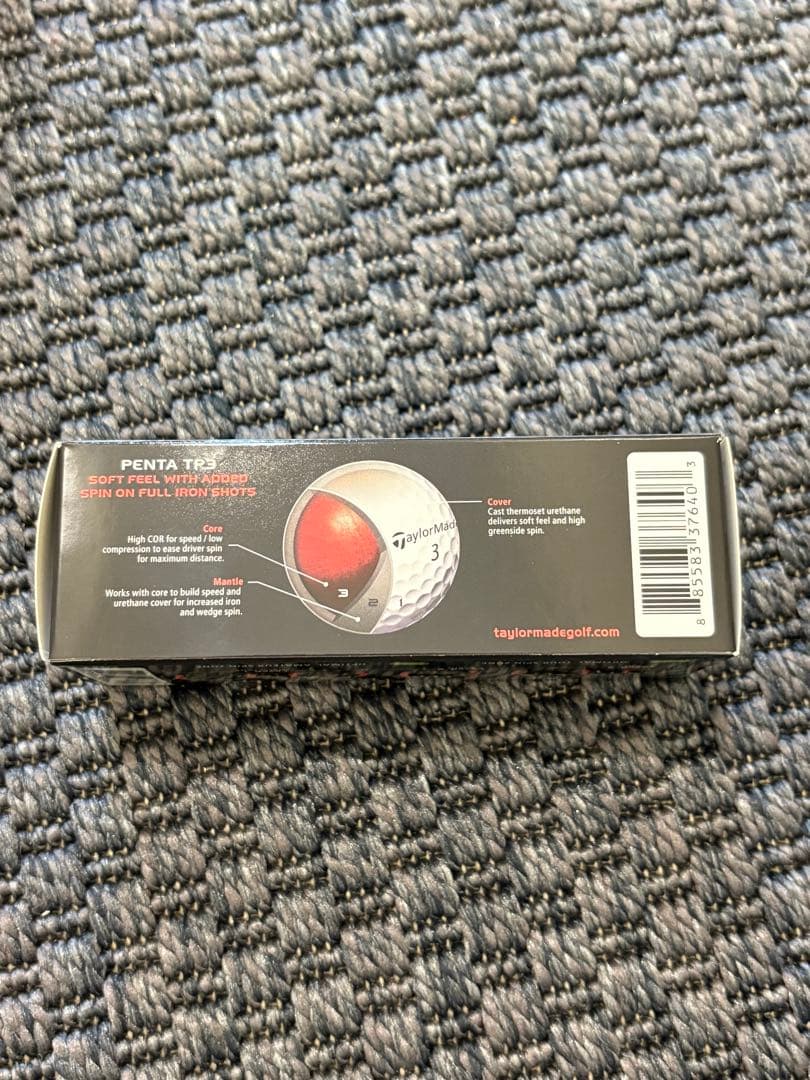 PENTA TP3
SOFT FEEL WITH ADDED
SPIN ON FULL IRON SHOTS
Core
High COR for speed / low
compression to ease driver spin
for maximum distance.
Mantle
Works with core to build speed and
urethane cover for increased iron
and wedge spin.
TaylorMade
3
3
2
1
Cover
Cast thermoset urethane
delivers soft feel and high
greenside spin.
taylormadegolf.com
8 85583 37640 3